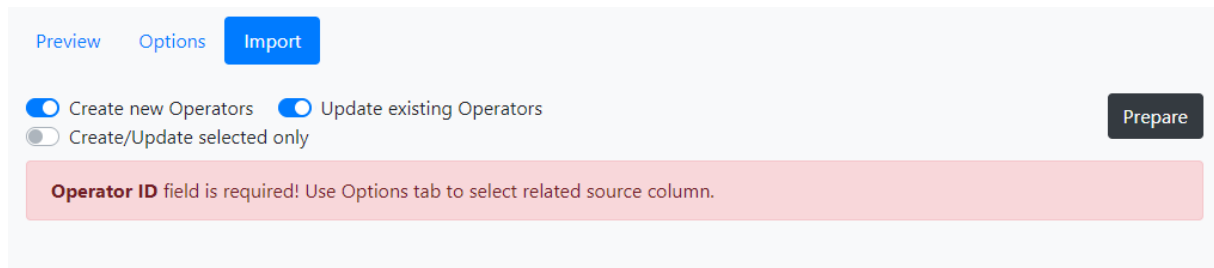 Preview Options Import
Create new Operators Update existing Operators
Prepare
Create/Update selected only
Operator ID field is required! Use Options tab to select related source column.